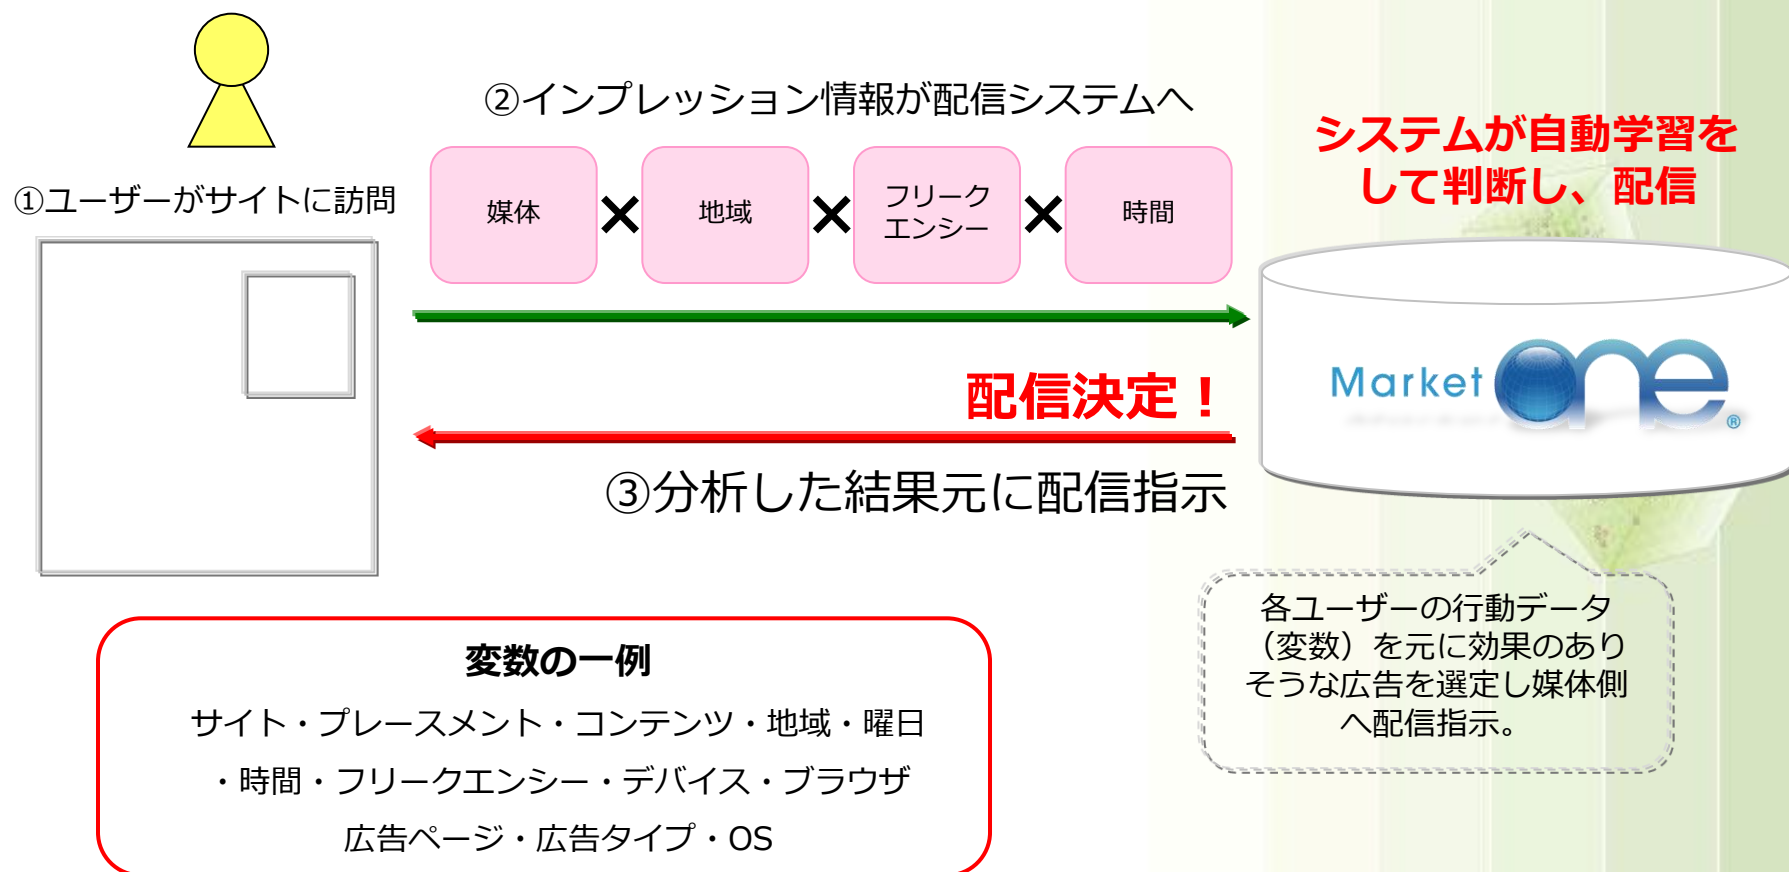 ①ユーザーがサイトに訪問
②インプレッション情報が配信システムへ
媒体
×
地域
×
フリーク
エンシー
×
時間
システムが自動学習を
して判断し、配信
Market one ®
配信決定！
③分析した結果元に配信指示
各ユーザーの行動データ
（変数）を元に効果のあり
そうな広告を選定し媒体側
へ配信指示。
変数の一例
サイト・プレースメント・コンテンツ・地域・曜日
・時間・フリークエンシー・デバイス・ブラウザ
広告ページ・広告タイプ・OS